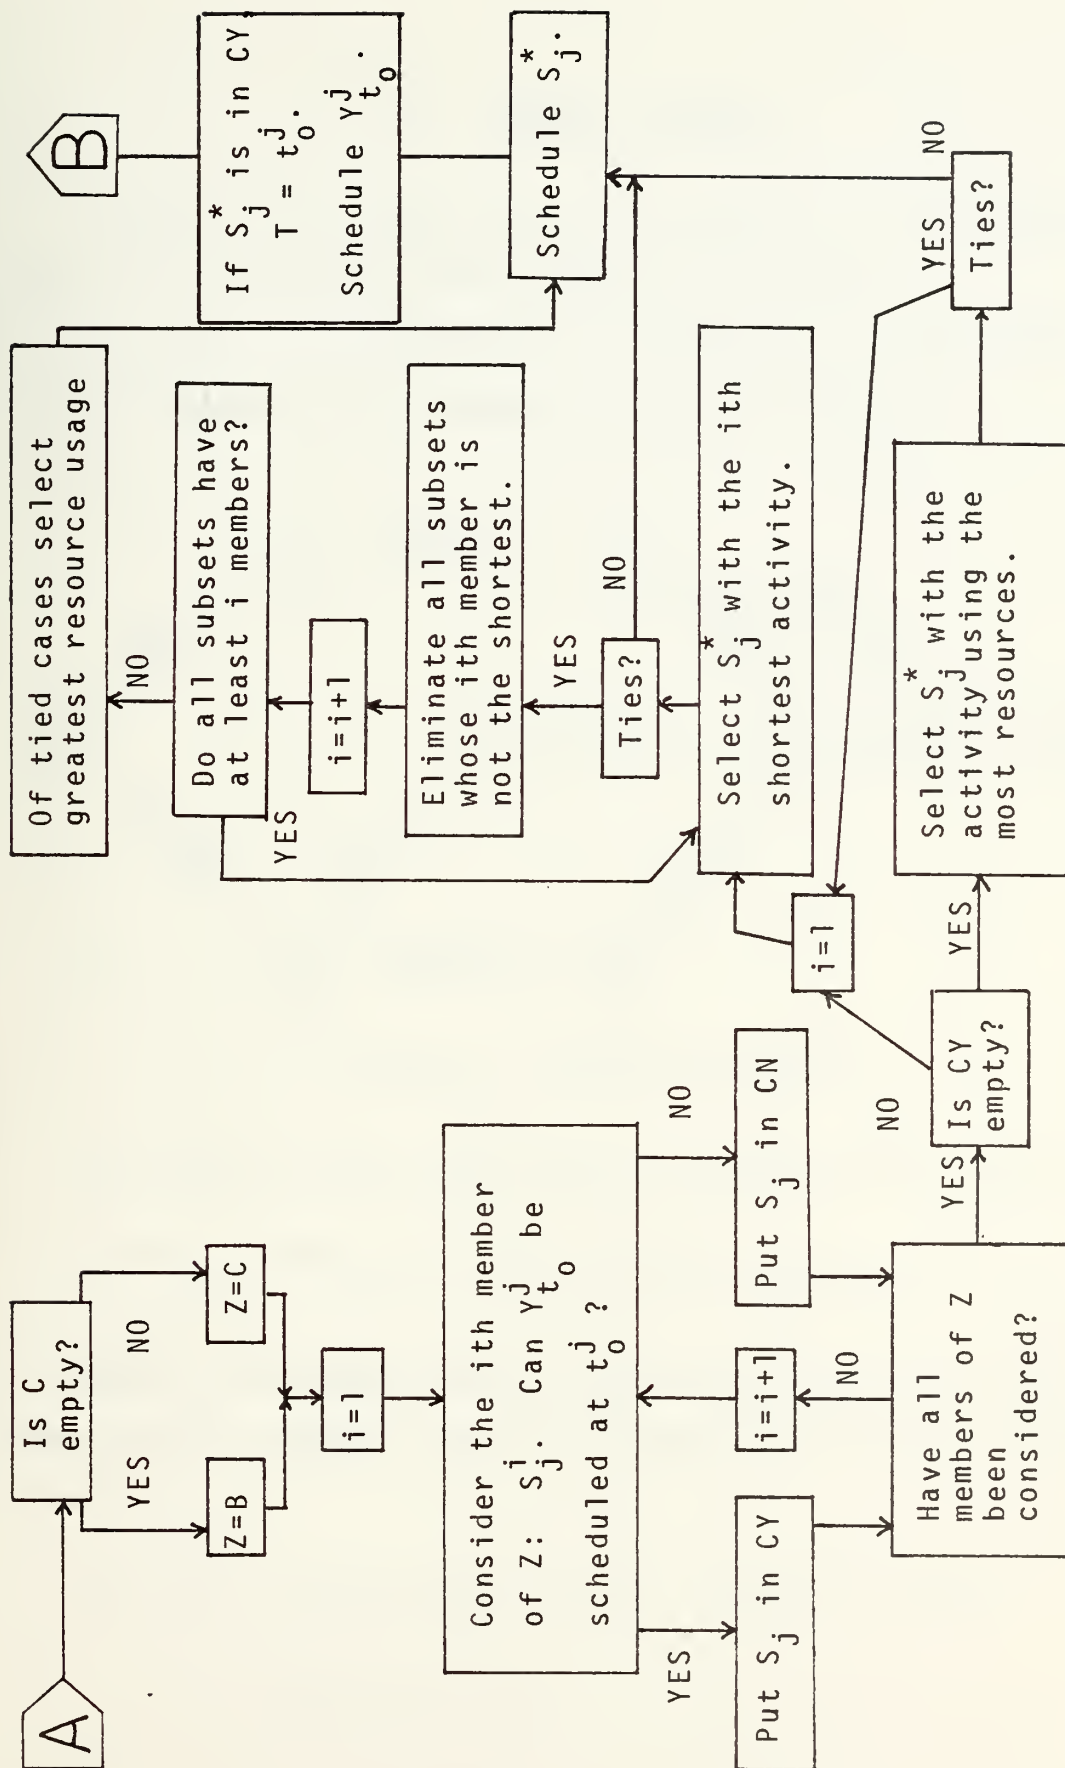 A
Is C
empty?
YES
NO
Z=B
Z=C
i=1
Consider the ith member
of Z: S_j^i. Can Y_{t_o}^j be
scheduled at t_o^j ?
YES
NO
Put S_j in CY
Put S_j in CN
i=i+1
NO
Have all
members of Z
been
considered?
YES
Is CY
empty?
NO
YES
i=1
Select S_j^* with the
activity using the
most resources.
Ties?
YES
NO
Select S_j^* with the ith
shortest activity.
Ties?
NO
YES
Eliminate all subsets
whose ith member is
not the shortest.
i=i+1
Do all subsets have
at least i members?
YES
NO
Of tied cases select
greatest resource usage
Schedule S_j^*.
If S_j^* is in CY,
T = t_o^j.
Schedule Y_{t_o}^j.
B